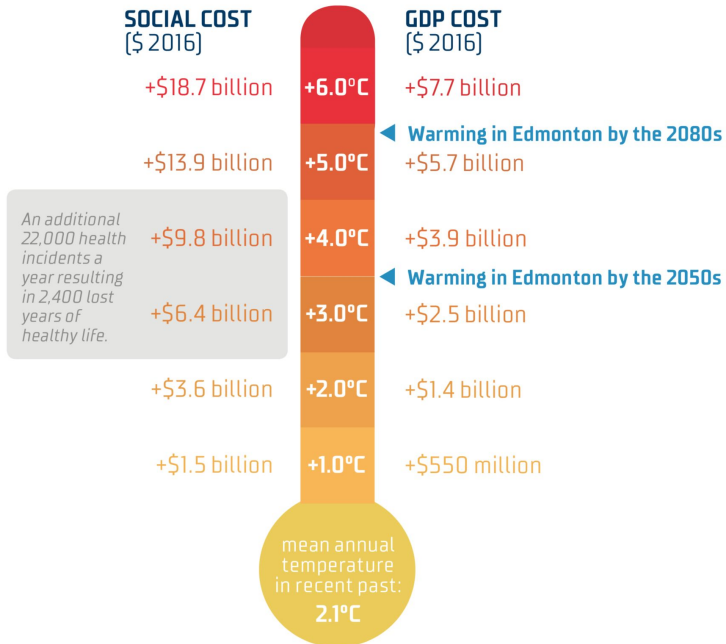 SOCIAL COST
($ 2016)
GDP COST
($ 2016)
+$18.7 billion
+6.0°C
+$7.7 billion
Warming in Edmonton by the 2080s
+$13.9 billion
+5.0°C
+$5.7 billion
An additional
22,000 health
incidents a
year resulting
in 2,400 lost
years of
healthy life.
+$9.8 billion
+4.0°C
+$3.9 billion
Warming in Edmonton by the 2050s
+$6.4 billion
+3.0°C
+$2.5 billion
+$3.6 billion
+2.0°C
+$1.4 billion
+$1.5 billion
+1.0°C
+$550 million
mean annual
temperature
in recent past:
2.1°C